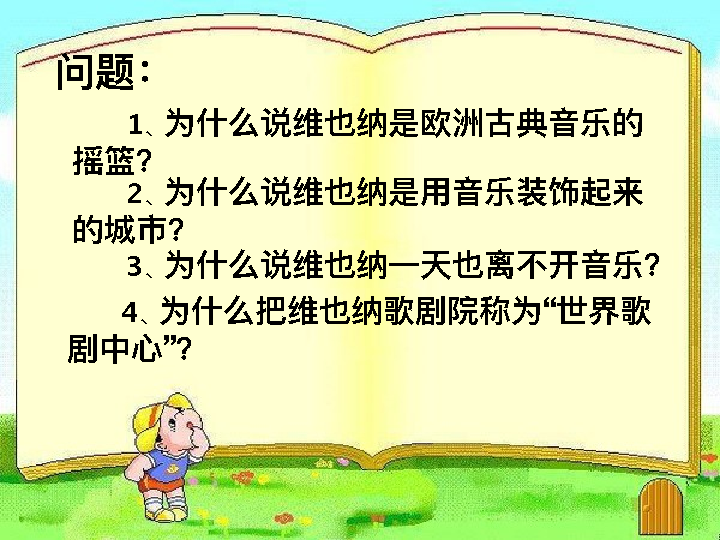 问题：
1、为什么说维也纳是欧洲古典音乐的
摇篮?
2、为什么说维也纳是用音乐装饰起来
的城市?
3、为什么说维也纳一天也离不开音乐?
4、为什么把维也纳歌剧院称为“世界歌
剧中心”?